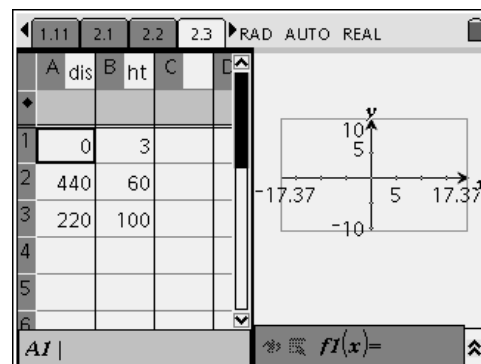 1.11 2.1 2.2 2.3 RAD AUTO REAL
A dis B ht C D
◆
1 0 3
2 440 60
3 220 100
4
5
6
A1
y
10
5
-17.37 5 17.37
x
-10
f1(x)=